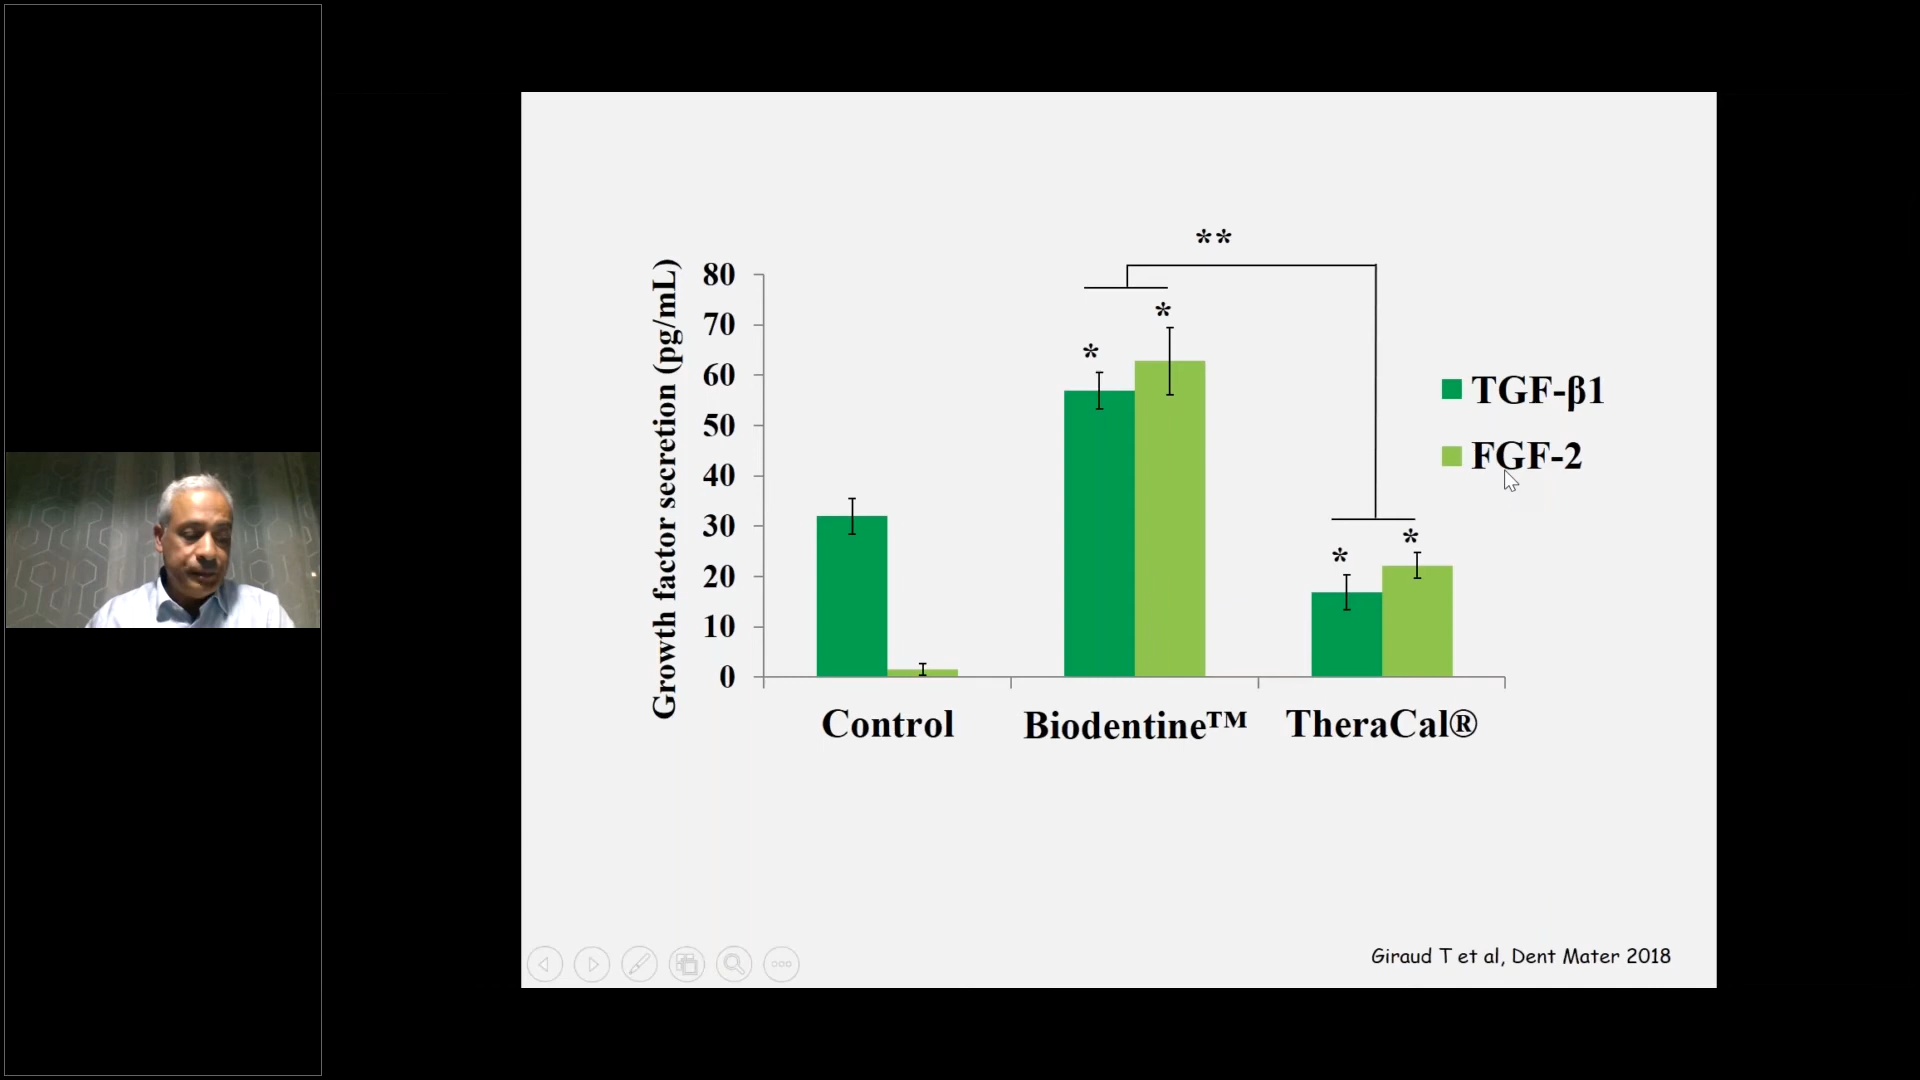 **
Growth factor secretion (pg/mL)
80
70
60
50
40
30
20
10
0
*
*
*
*
TGF-β1
FGF-2
Control
Biodentine™
TheraCal®
Giraud T et al, Dent Mater 2018